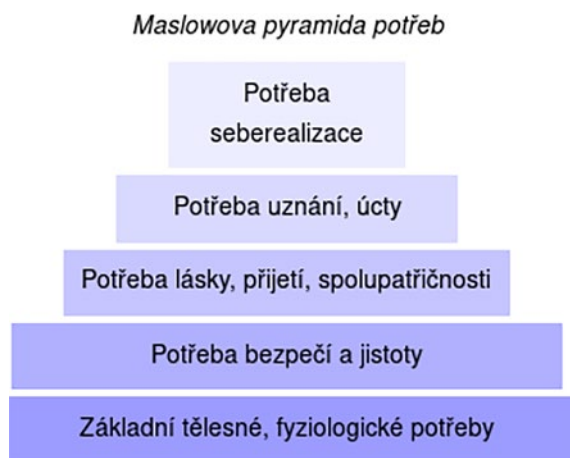 Maslowova pyramida potřeb
Potřeba
seberealizace
Potřeba uznání, úcty
Potřeba lásky, přijetí, spolupatřičnosti
Potřeba bezpečí a jistoty
Základní tělesné, fyziologické potřeby